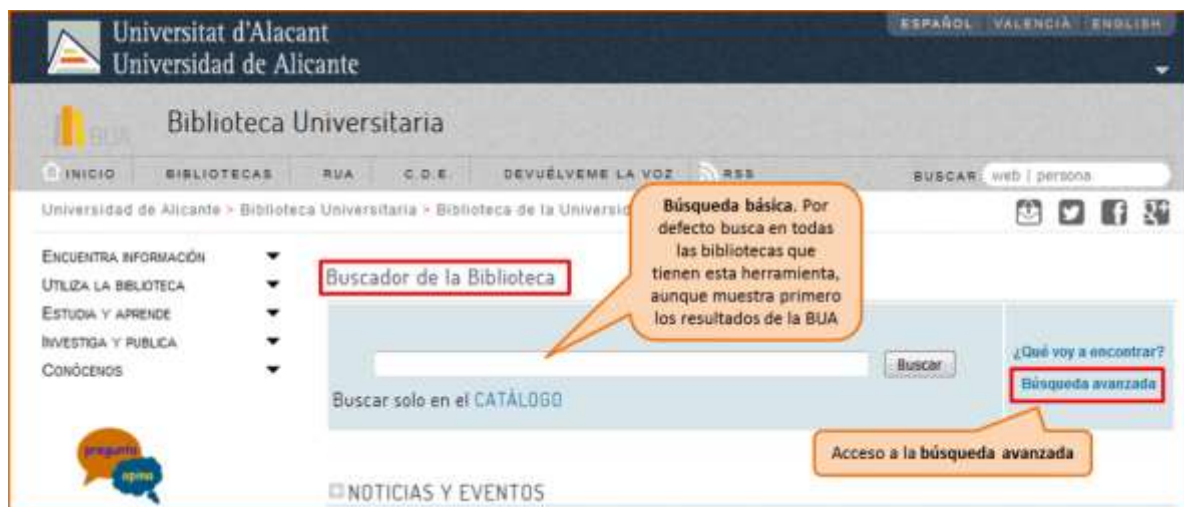 Universitat d'Alacant
Universidad de Alicante
ESPAÑOL VALENCIÀ ENGLISH
BUA
Biblioteca Universitaria
INICIO BIBLIOTECAS RUA C.D.E. DEVUÉLVEME LA VOZ RSS BUSCAR web | persona
Universidad de Alicante > Biblioteca Universitaria > Biblioteca de la
Búsqueda básica. Por
defecto busca en todas
las bibliotecas que
tienen esta herramienta,
aunque muestra primero
los resultados de la BUA
ENCUENTRA INFORMACIÓN
UTILIZA LA BIBLIOTECA
ESTUDIA Y APRENDE
INVESTIGA Y PUBLICA
CONÓCENOS
Buscador de la Biblioteca
Buscar
Buscar solo en el CATÁLOGO
¿Qué voy a encontrar?
Búsqueda avanzada
Acceso a la búsqueda avanzada
pregunta
opina
NOTICIAS Y EVENTOS